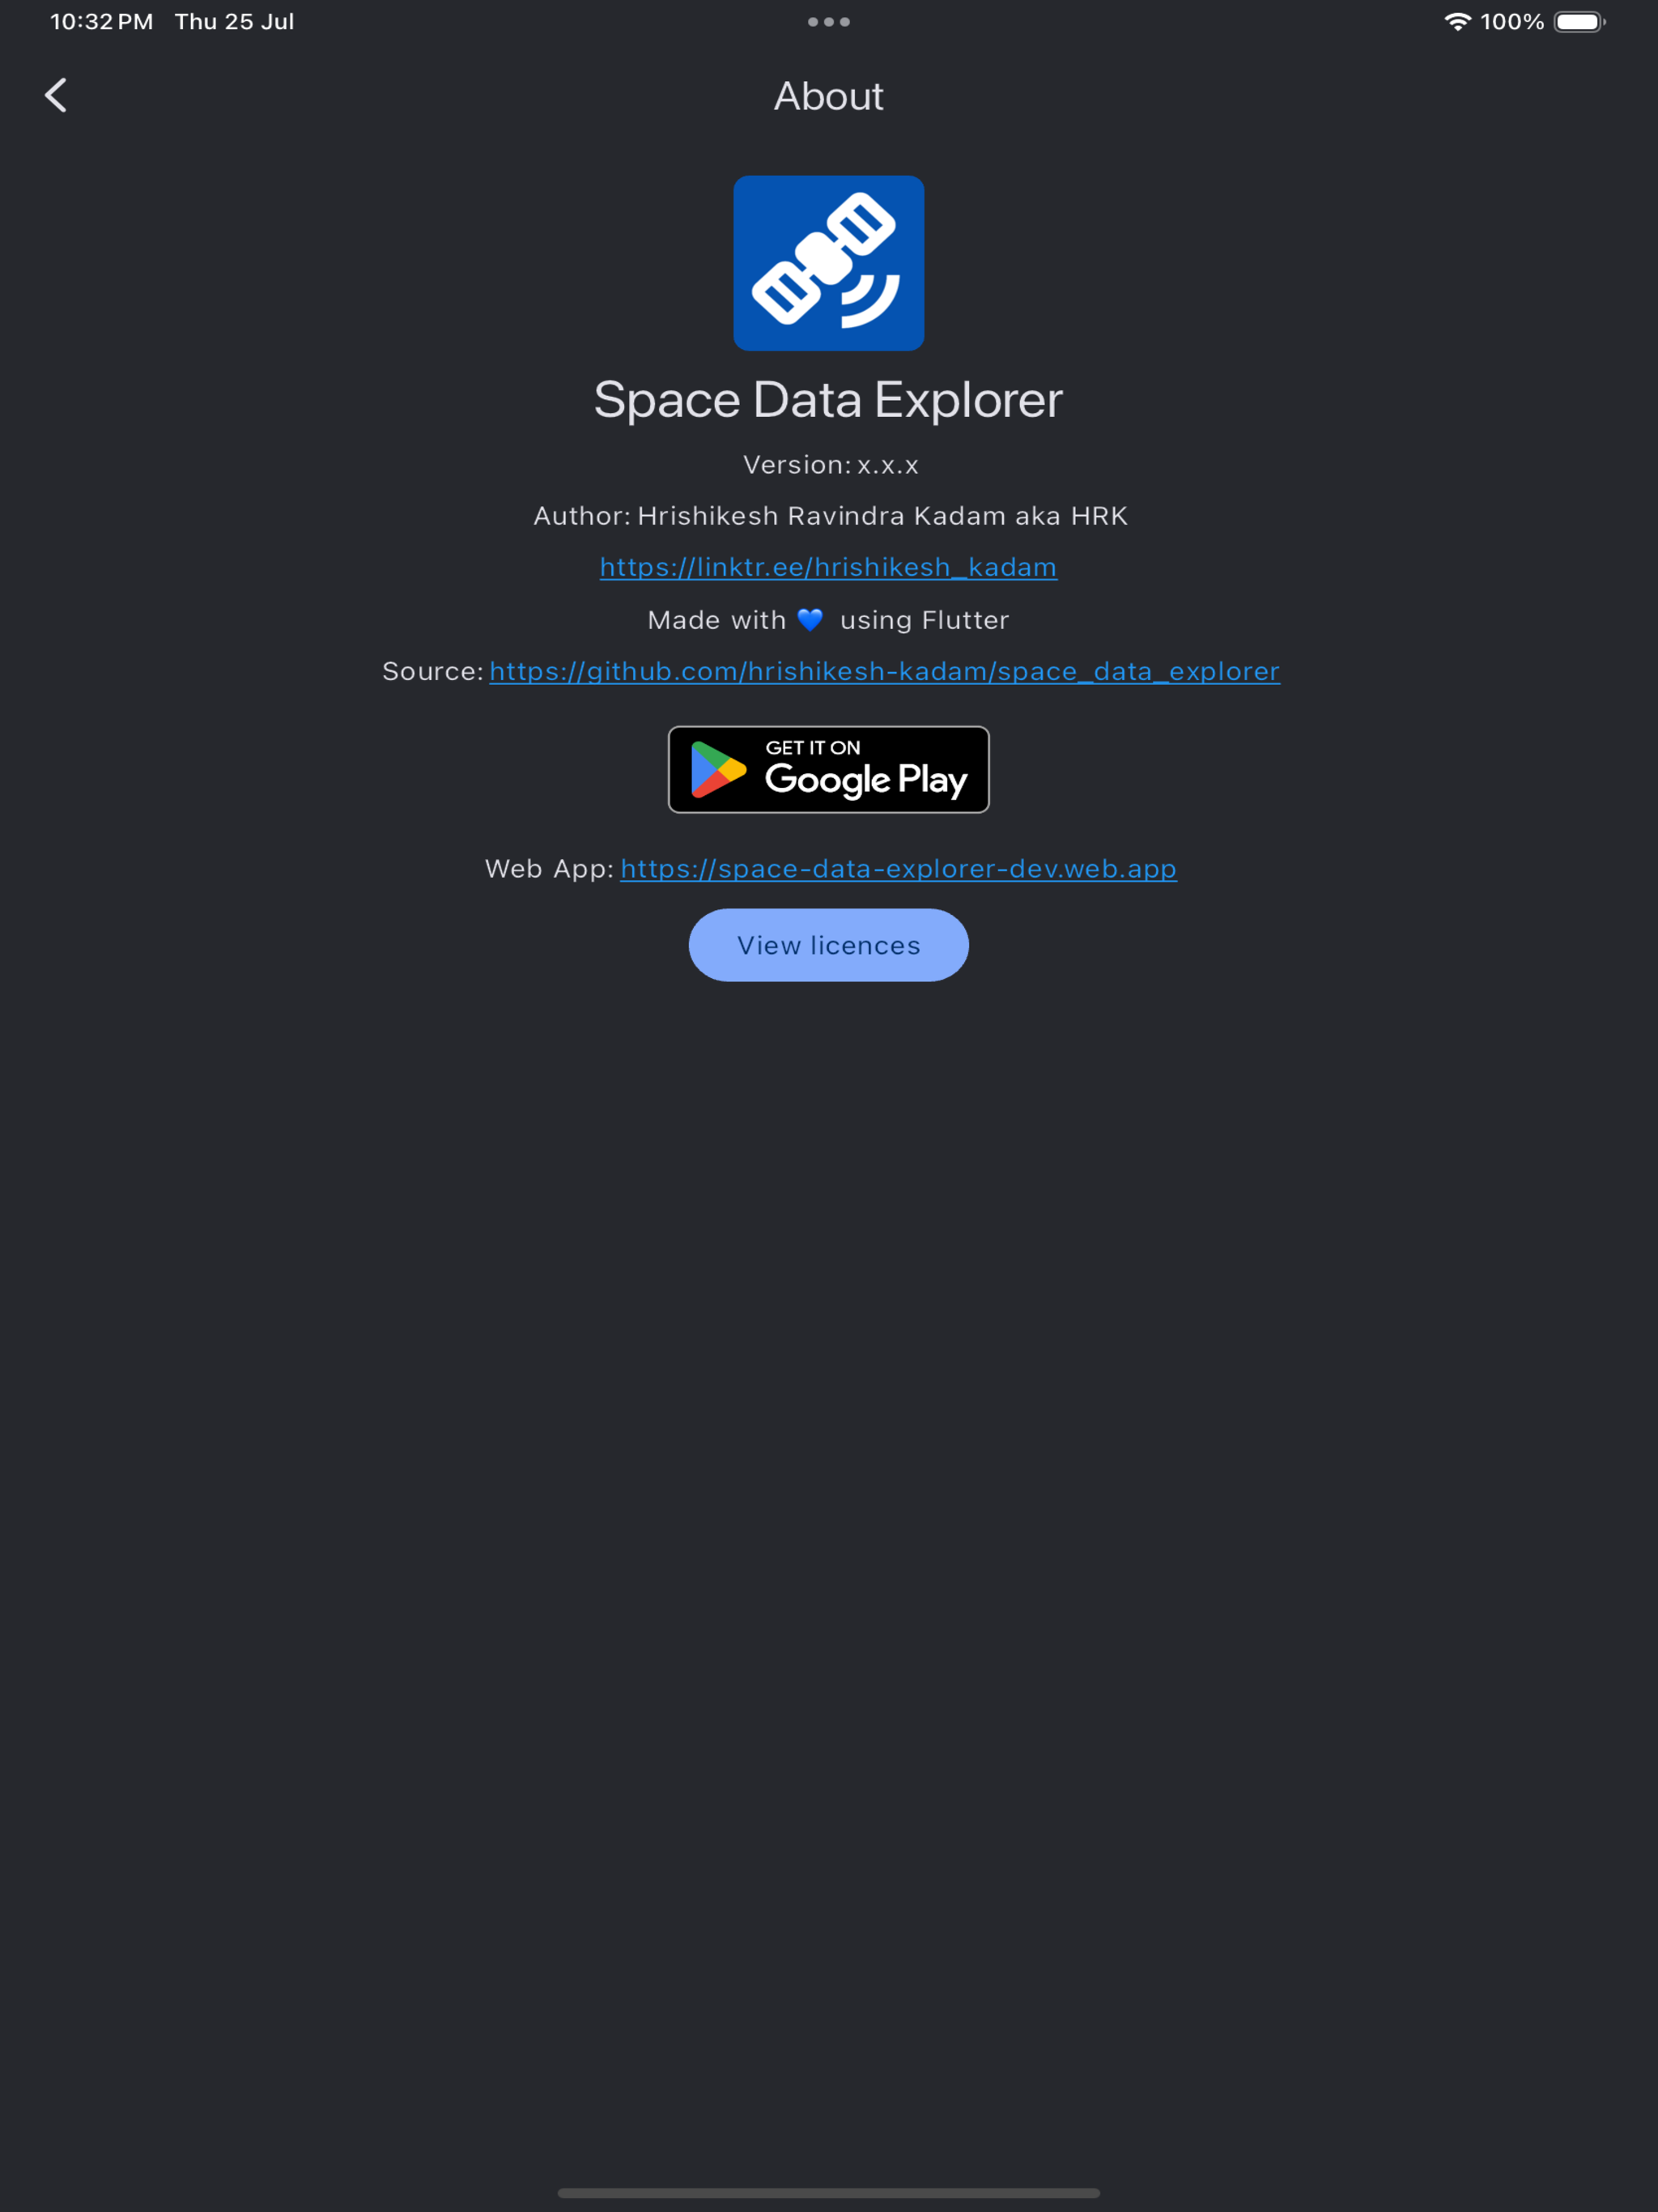 10:32 PM Thu 25 Jul 100%
About
Space Data Explorer
Version: x.x.x
Author: Hrishikesh Ravindra Kadam aka HRK
https://linktr.ee/hrishikesh_kadam
Made with 💙 using Flutter
Source: https://github.com/hrishikesh-kadam/space_data_explorer
GET IT ON
Google Play
Web App: https://space-data-explorer-dev.web.app
View licences